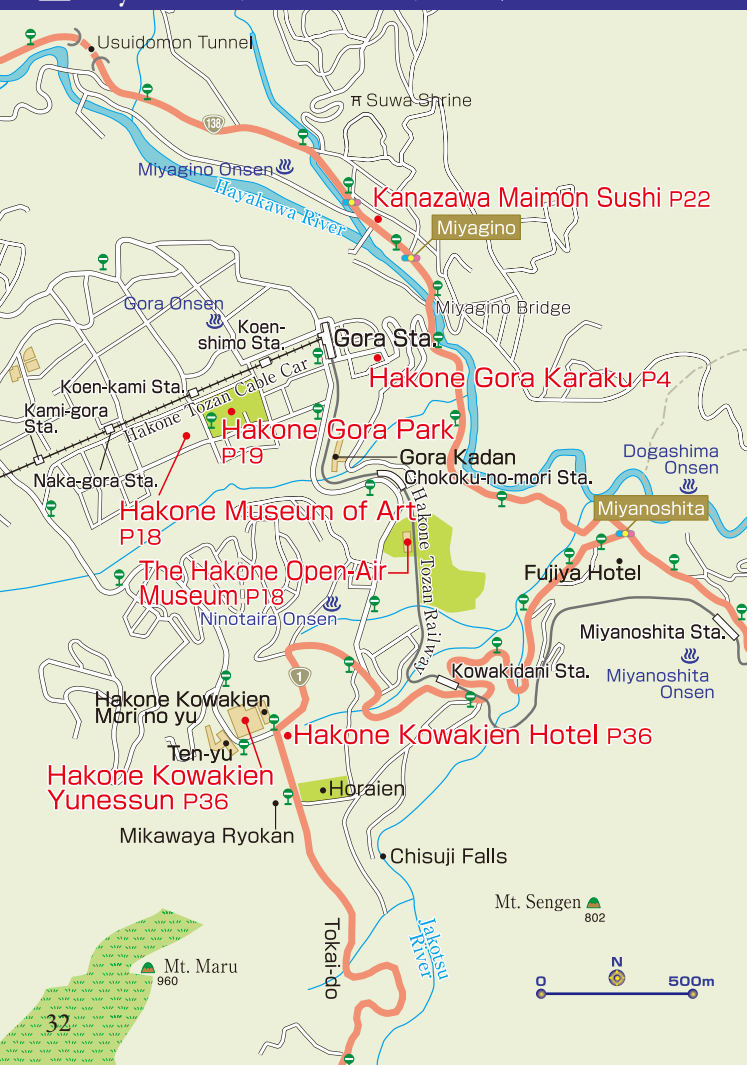 Usuidomon Tunnel
Suwa Shrine
138
Miyagino Onsen
Hayakawa River
Kanazawa Maimon Sushi P22
Miyagino
Gora Onsen
Miyagino Bridge
Koen-
shimo Sta.
Gora Sta.
Koen-kami Sta.
Hakone Gora Karaku P4
Hakone Tozan Cable Car
Kami-gora
Sta.
Hakone Gora Park
P19
Gora Kadan
Dogashima
Onsen
Naka-gora Sta.
Chokoku-no-mori Sta.
Hakone Museum of Art
P18
Miyanoshita
Hakone Tozan Railway
The Hakone Open-Air
Museum P18
Fujiya Hotel
Ninotaira Onsen
Miyanoshita Sta.
Kowakidani Sta.
Miyanoshita
Onsen
1
Hakone Kowakien
Mori no yu
Hakone Kowakien Hotel P36
Ten-yu
Hakone Kowakien
Yunessun P36
Horaien
Mikawaya Ryokan
Chisuji Falls
Mt. Sengen
802
Tokai-do
Jakotsu
River
Mt. Maru
960
N
0 500m
32